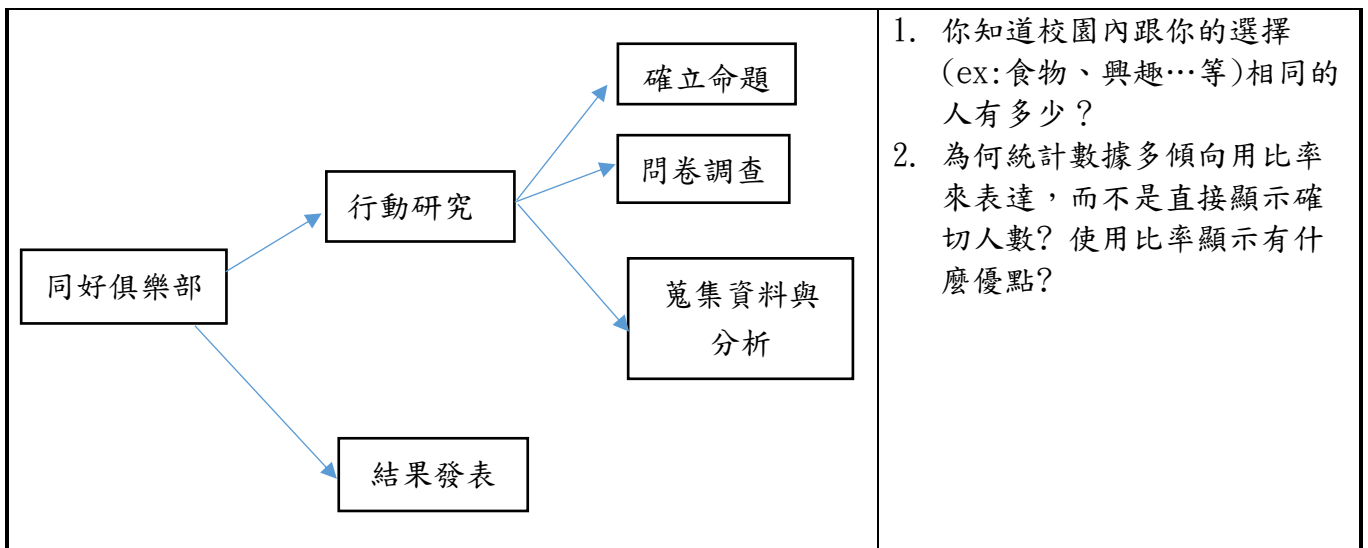 確立命題
問卷調查
行動研究
同好俱樂部
蒐集資料與
分析
結果發表
1. 你知道校園內跟你的選擇
(ex:食物、興趣…等)相同的
人有多少?
2. 為何統計數據多傾向用比率
來表達,而不是直接顯示確
切人數? 使用比率顯示有什
麼優點?